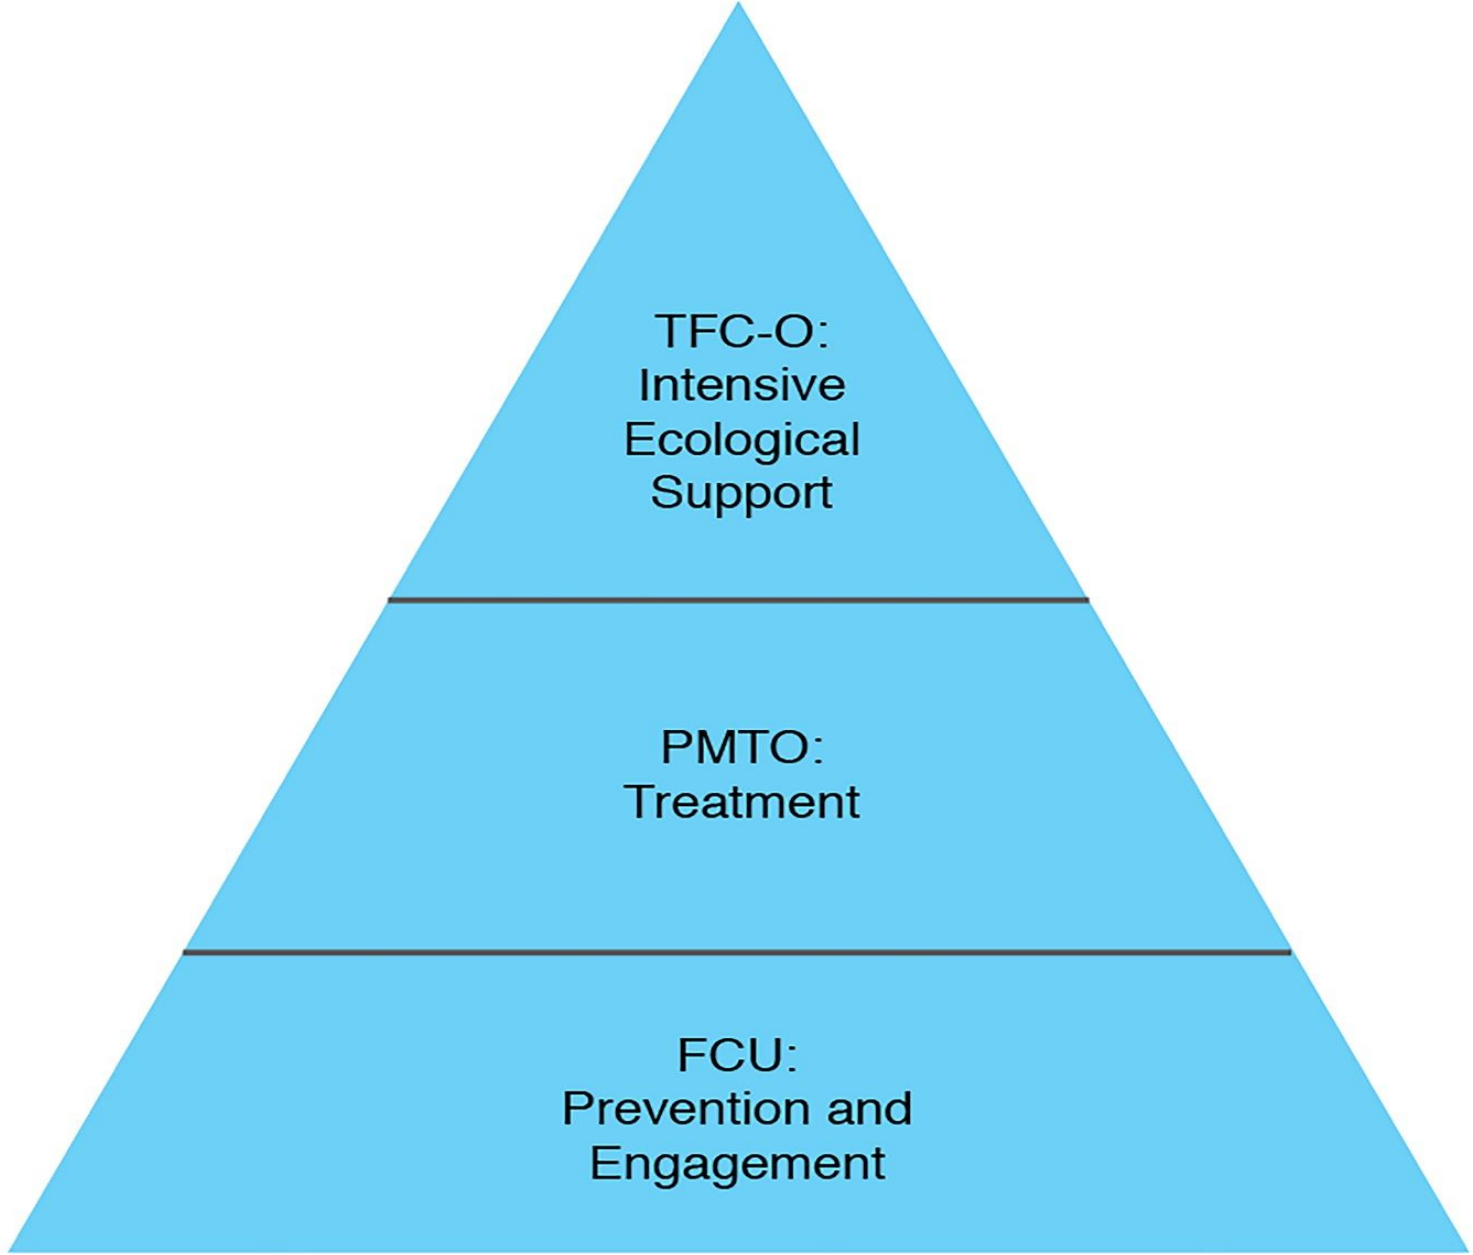 TFC-O:
Intensive
Ecological
Support
PMTO:
Treatment
FCU:
Prevention and
Engagement